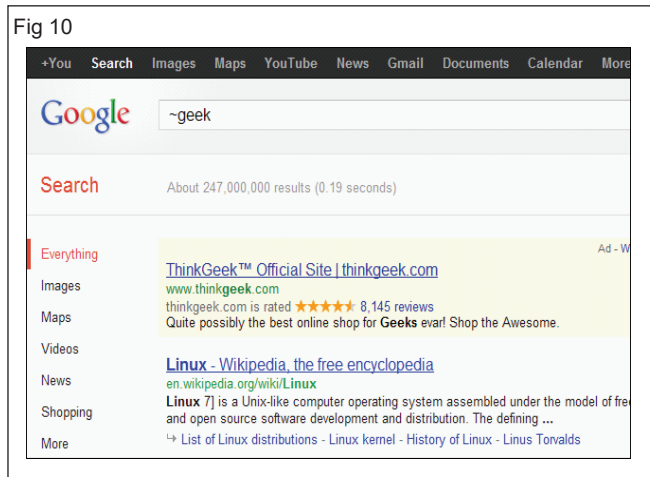 Fig 10
+You Search Images Maps YouTube News Gmail Documents Calendar More
Google
~geek
Search
About 247,000,000 results (0.19 seconds)
Everything
Images
Maps
Videos
News
Shopping
More
Ad - W
ThinkGeek™ Official Site | thinkgeek.com
www.thinkgeek.com
thinkgeek.com is rated ★★★★★ 8,145 reviews
Quite possibly the best online shop for Geeks evar! Shop the Awesome.
Linux - Wikipedia, the free encyclopedia
en.wikipedia.org/wiki/Linux
Linux 7] is a Unix-like computer operating system assembled under the model of free
and open source software development and distribution. The defining ...
↳ List of Linux distributions - Linux kernel - History of Linux - Linus Torvalds